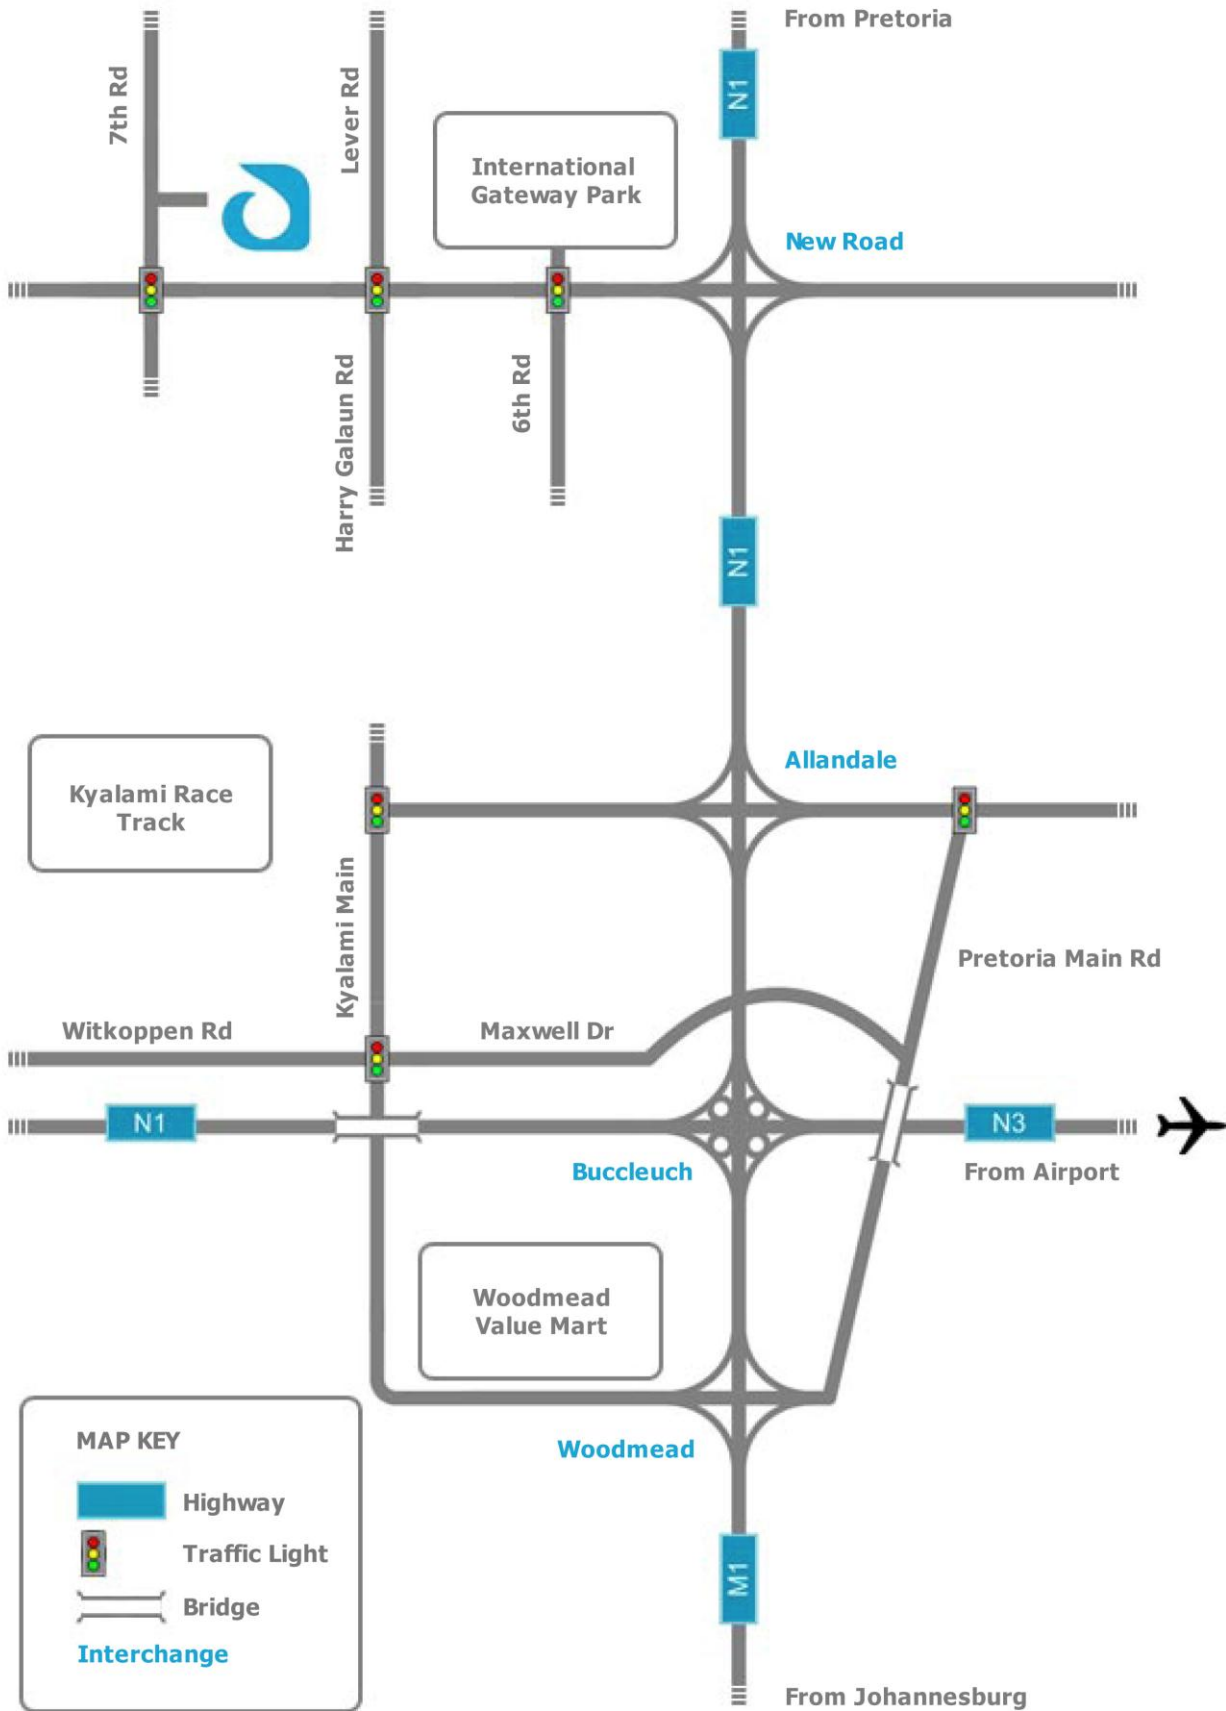 From Pretoria
N1
7th Rd
Lever Rd
International
Gateway Park
New Road
Harry Galaun Rd
6th Rd
N1
Kyalami Race
Track
Allandale
Kyalami Main
Pretoria Main Rd
Witkoppen Rd
Maxwell Dr
N1
N3
Buccleuch
From Airport
Woodmead
Value Mart
Woodmead
MAP KEY
Highway
Traffic Light
Bridge
Interchange
M1
From Johannesburg